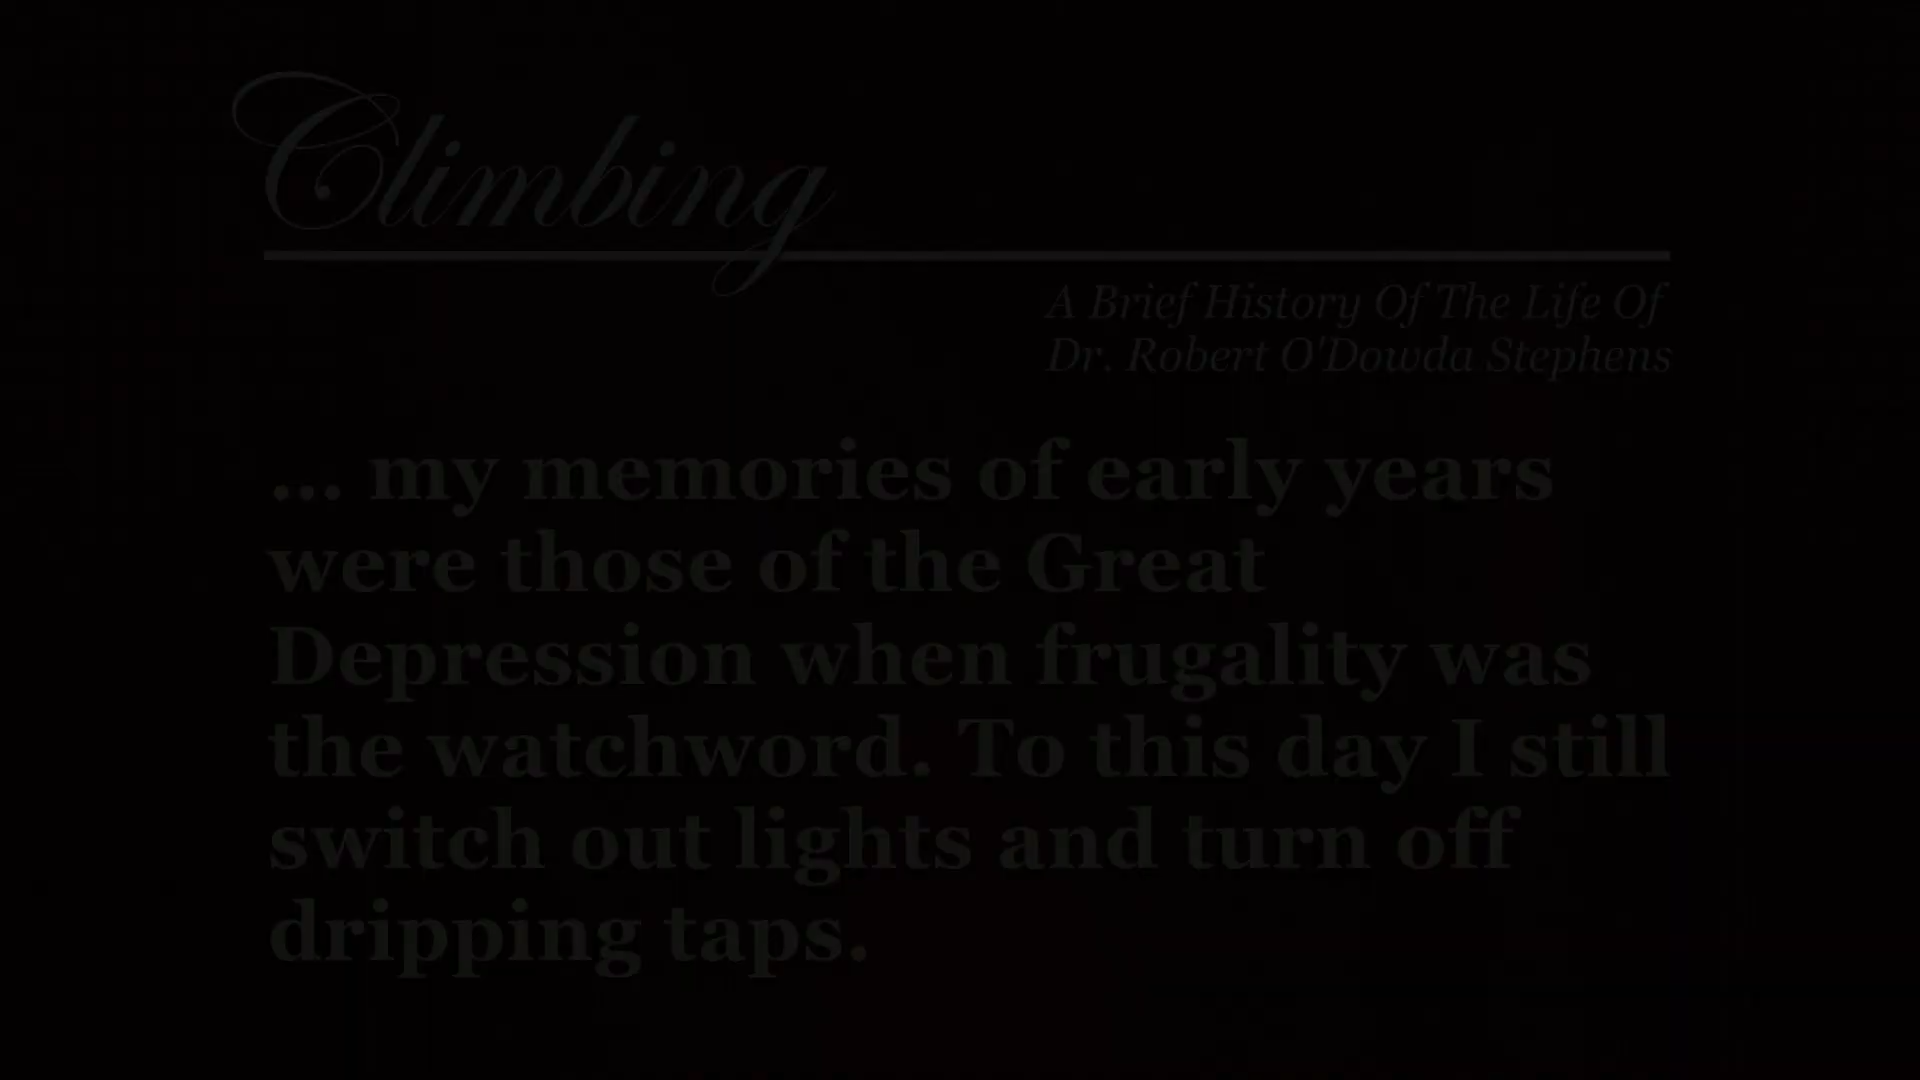 Climbing
A Brief History Of The Life Of
Dr. Robert O'Dowda Stephens
... my memories of early years
were those of the Great
Depression when frugality was
the watchword. To this day I still
switch out lights and turn off
dripping taps.